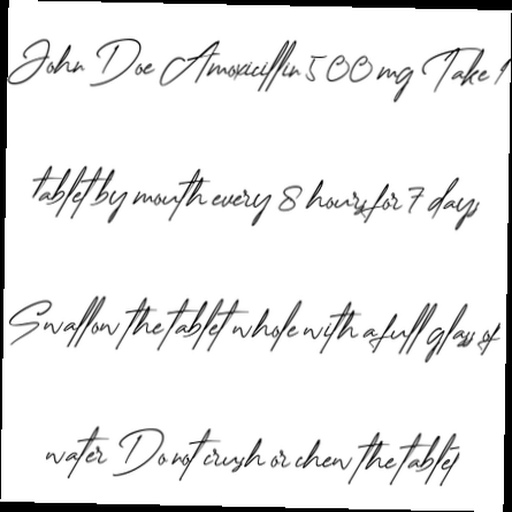 John Doe Amoxicillin 500 mg Take 1
tablet by mouth every 8 hours for 7 days
Swallow the tablet whole with a full glass of
water Do not crush or chew the tablet